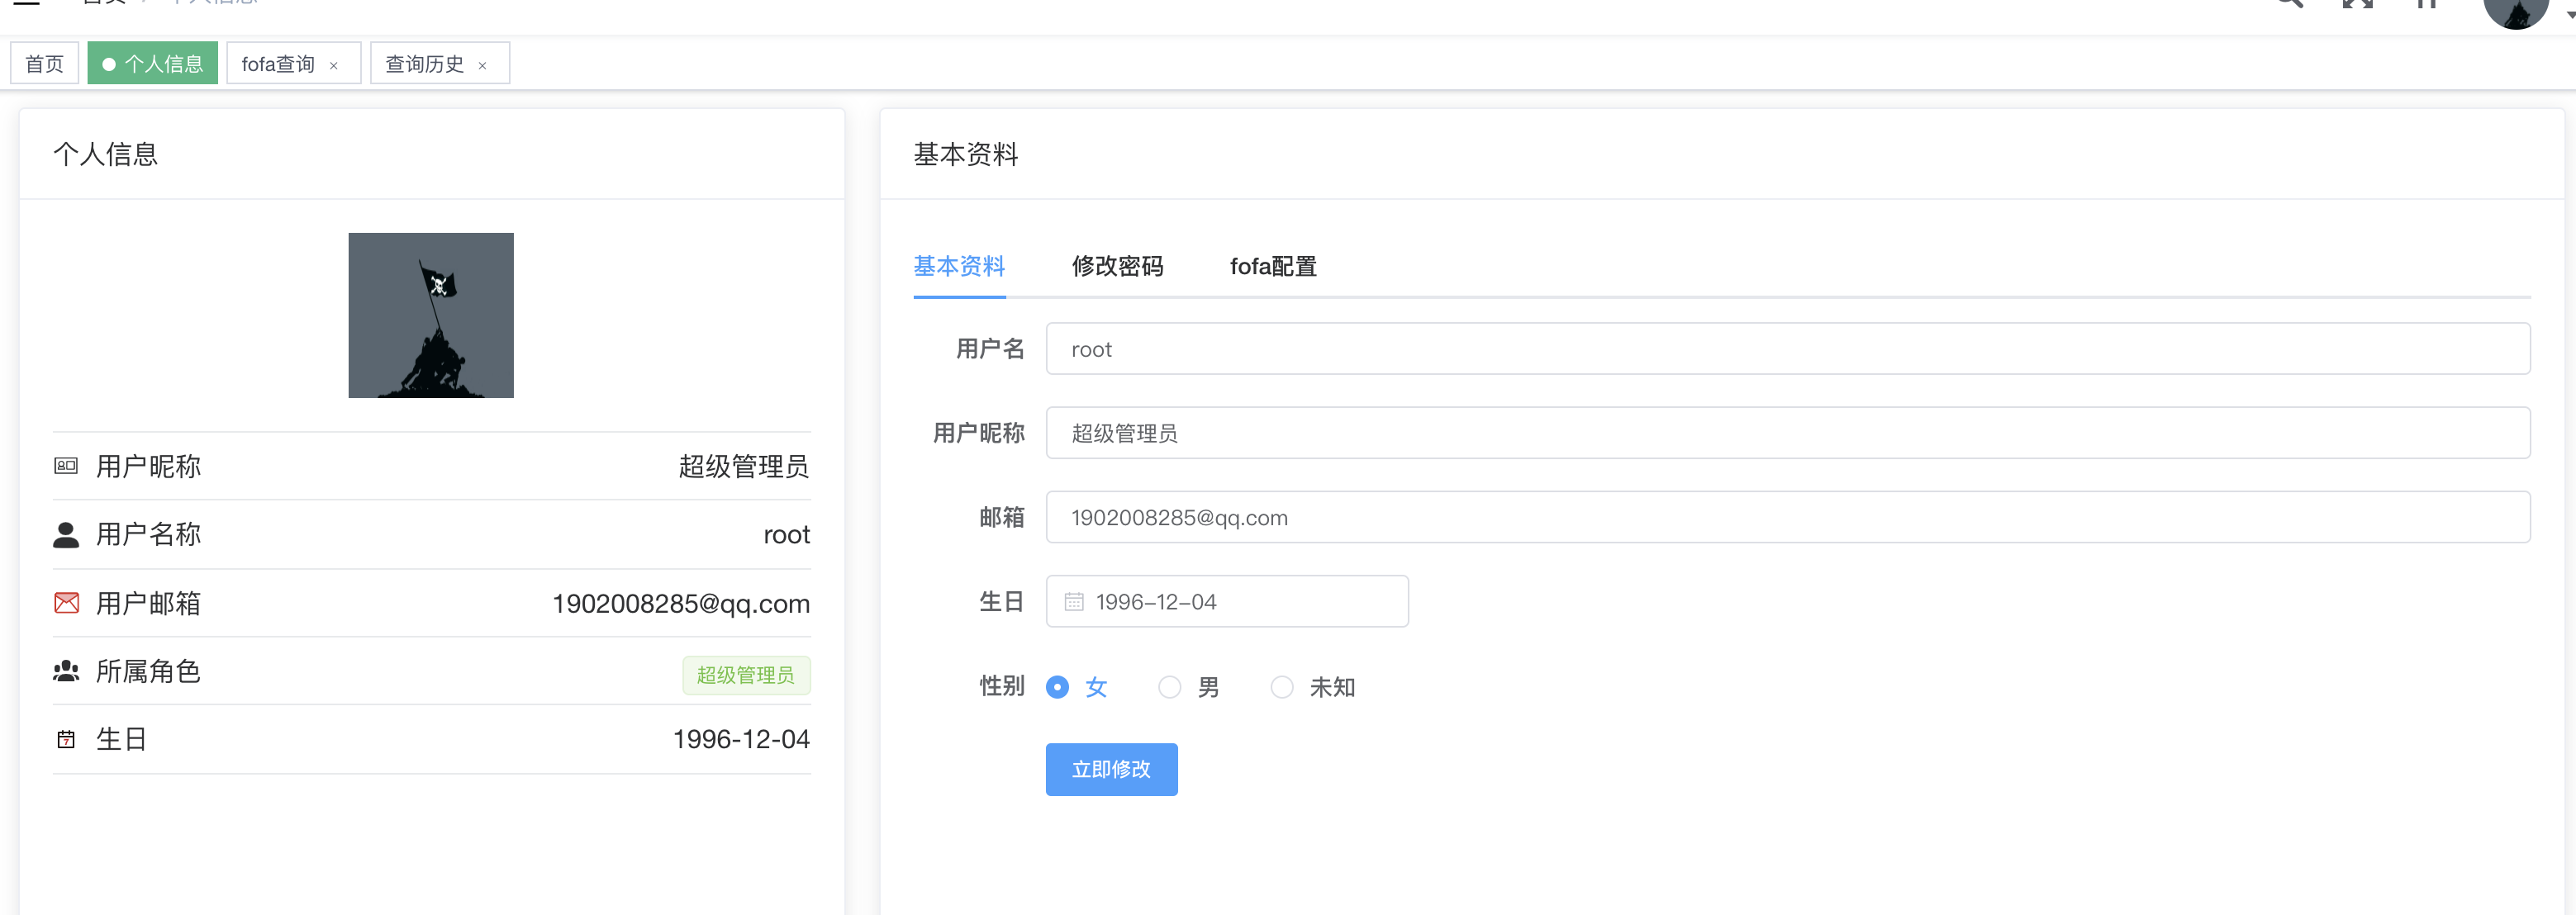 首页 个人信息 fofa查询 × 查询历史 ×
个人信息
用户昵称 超级管理员
用户名称 root
用户邮箱 1902008285@qq.com
所属角色 超级管理员
生日 1996-12-04
基本资料
基本资料 修改密码 fofa配置
用户名 root
用户昵称 超级管理员
邮箱 1902008285@qq.com
生日 1996-12-04
性别 女 男 未知
立即修改